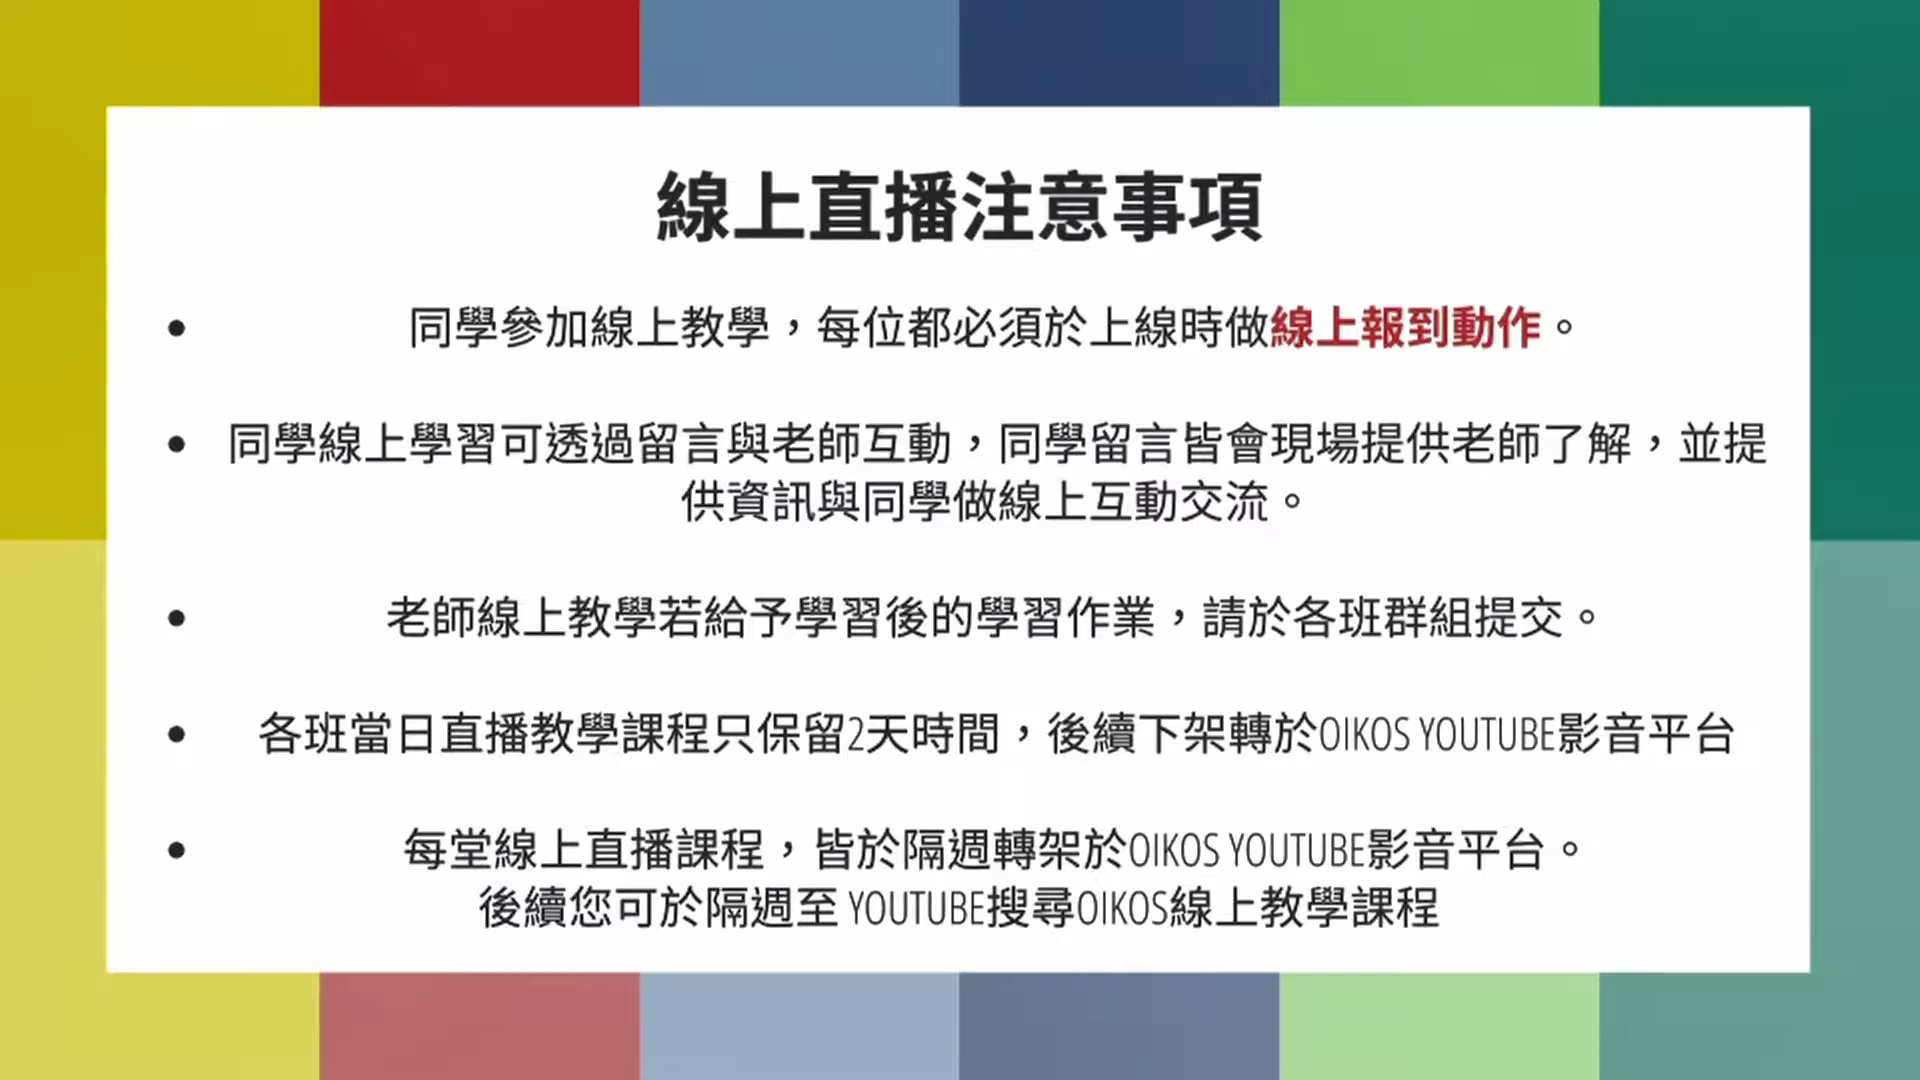 線上直播注意事項
• 同學參加線上教學，每位都必須於上線時做線上報到動作。
• 同學線上學習可透過留言與老師互動，同學留言皆會現場提供老師了解，並提
供資訊與同學做線上互動交流。
• 老師線上教學若給予學習後的學習作業，請於各班群組提交。
• 各班當日直播教學課程只保留2天時間，後續下架轉於OIKOS YOUTUBE影音平台
• 每堂線上直播課程，皆於隔週轉架於OIKOS YOUTUBE影音平台。
後續您可於隔週至 YOUTUBE搜尋OIKOS線上教學課程